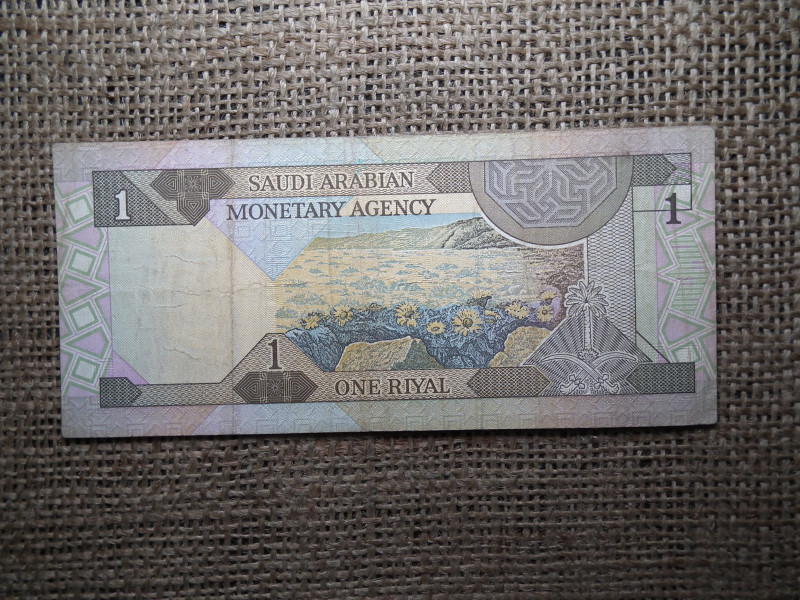 SAUDI ARABIAN
MONETARY AGENCY
1
1
1
ONE RIYAL